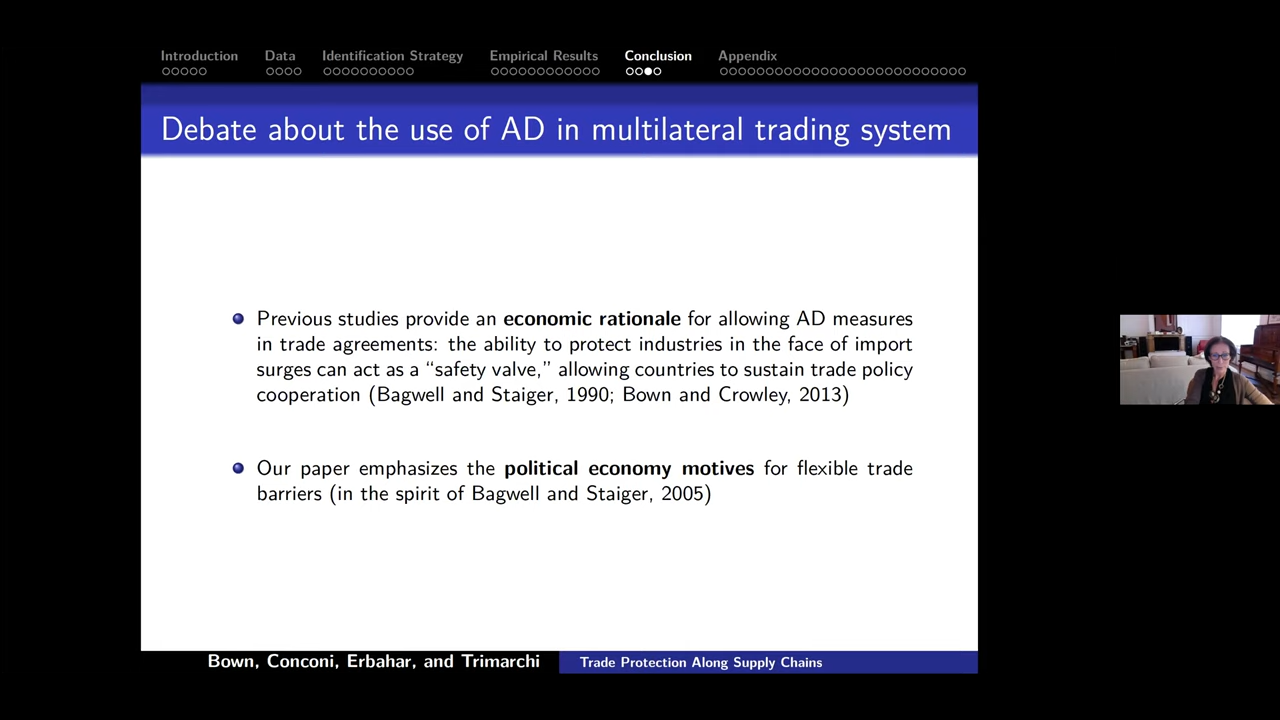 Introduction Data Identification Strategy Empirical Results Conclusion Appendix
Debate about the use of AD in multilateral trading system
Previous studies provide an economic rationale for allowing AD measures
in trade agreements: the ability to protect industries in the face of import
surges can act as a “safety valve,” allowing countries to sustain trade policy
cooperation (Bagwell and Staiger, 1990; Bown and Crowley, 2013)
Our paper emphasizes the political economy motives for flexible trade
barriers (in the spirit of Bagwell and Staiger, 2005)
Bown, Conconi, Erbahar, and Trimarchi Trade Protection Along Supply Chains